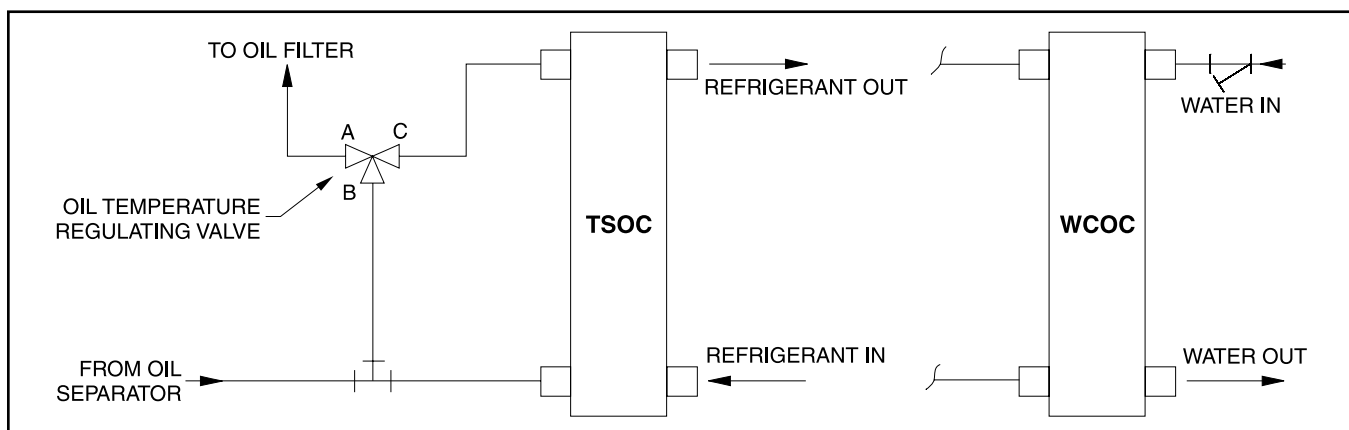 TO OIL FILTER
REFRIGERANT OUT
WATER IN
A
C
B
OIL TEMPERATURE
REGULATING VALVE
TSOC
WCOC
FROM OIL
SEPARATOR
REFRIGERANT IN
WATER OUT